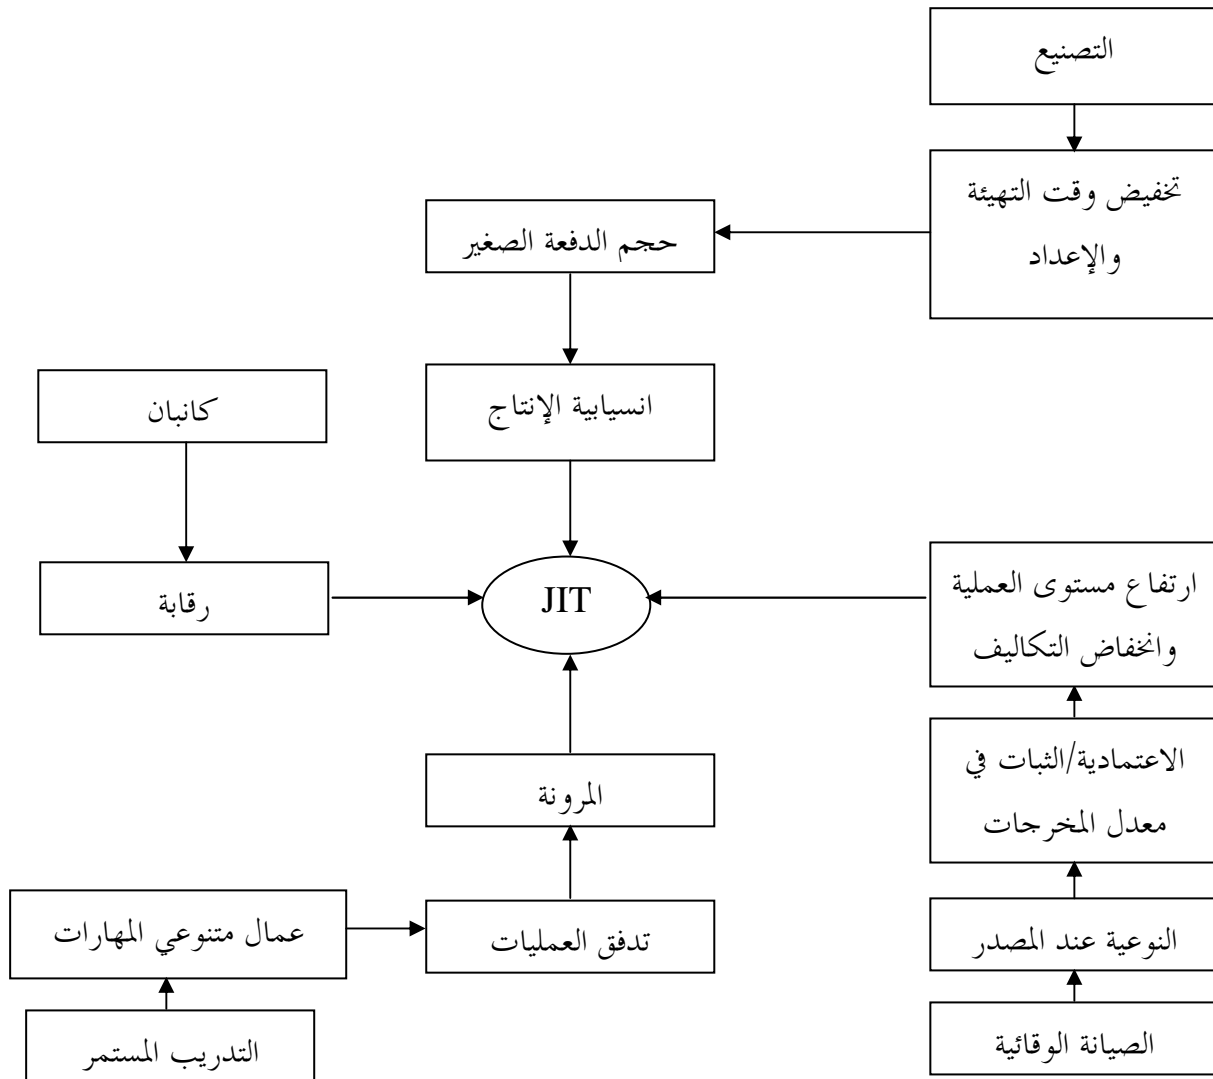 التصنيع
تخفيض وقت التهيئة
والإعداد
حجم الدفعة الصغير
انسيابية الإنتاج
كانبان
رقابة
JIT
ارتفاع مستوى العملية
وانخفاض التكاليف
الاعتمادية/الثبات في
معدل المخرجات
المرونة
النوعية عند المصدر
تدفق العمليات
عمال متنوعي المهارات
الصيانة الوقائية
التدريب المستمر